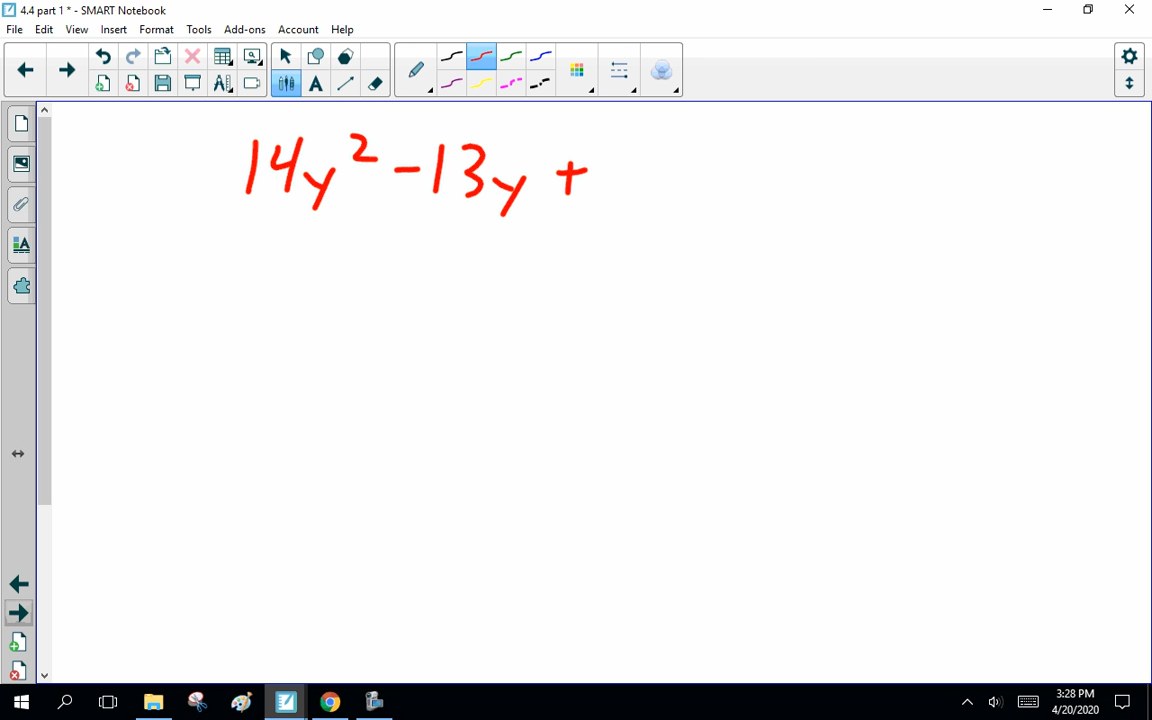 4.4 part 1 * - SMART Notebook
File Edit View Insert Format Tools Add-ons Account Help
14y² -13y +
3:28 PM
4/20/2020